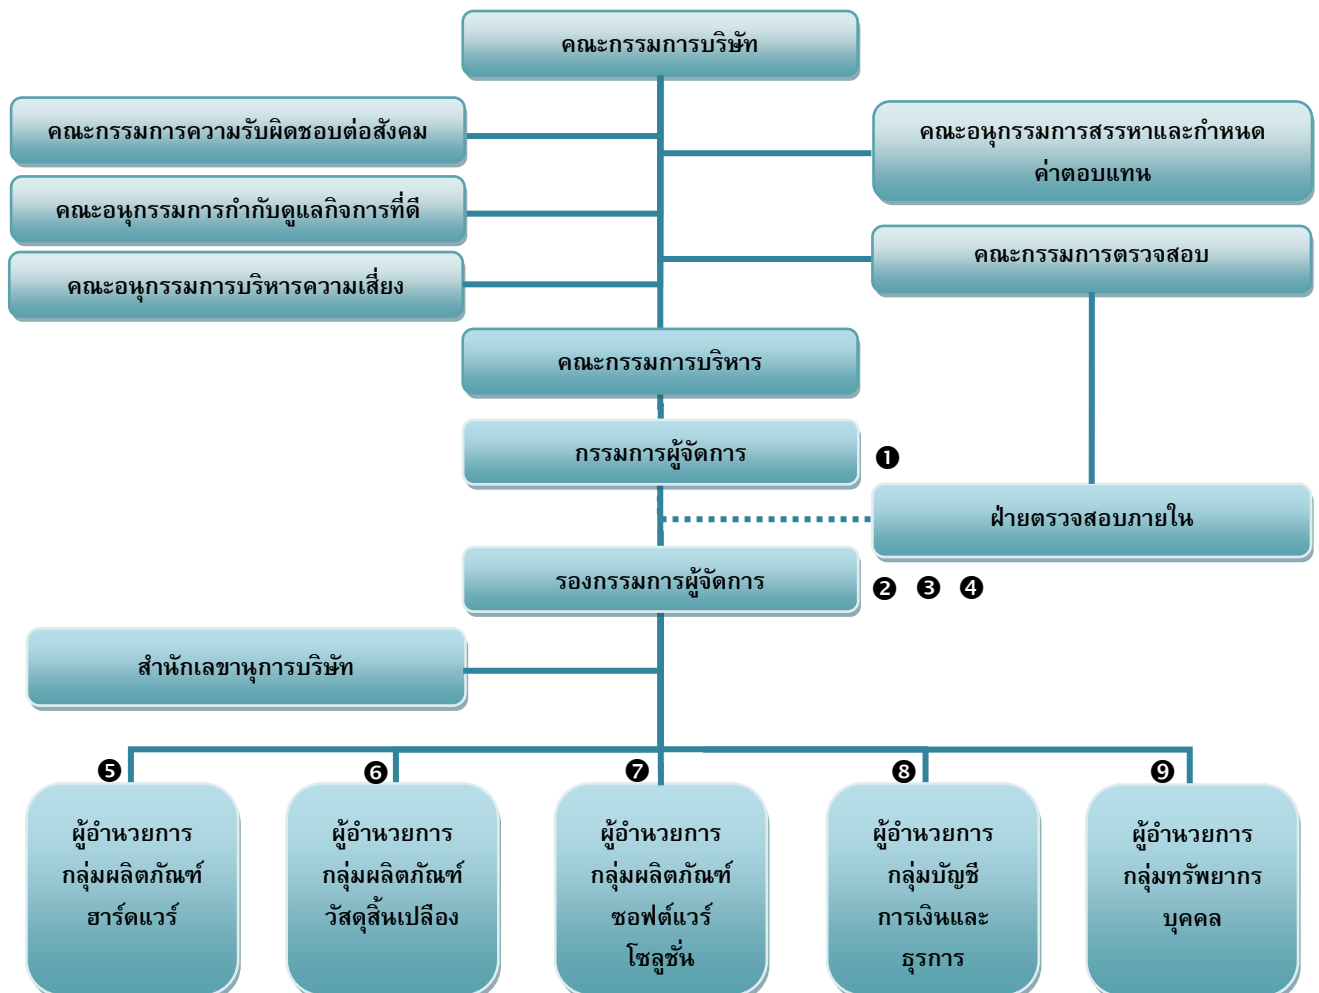 คณะกรรมการบริษัท
คณะกรรมการความรับผิดชอบต่อสังคม
คณะอนุกรรมการสรรหาและกำหนด
ค่าตอบแทน
คณะอนุกรรมการกำกับดูแลกิจการที่ดี
คณะกรรมการตรวจสอบ
คณะอนุกรรมการบริหารความเสี่ยง
คณะกรรมการบริหาร
กรรมการผู้จัดการ
❶
ฝ่ายตรวจสอบภายใน
รองกรรมการผู้จัดการ
❷ ❸ ❹
สำนักเลขานุการบริษัท
❺
ผู้อำนวยการ
กลุ่มผลิตภัณฑ์
ฮาร์ดแวร์
❻
ผู้อำนวยการ
กลุ่มผลิตภัณฑ์
วัสดุสิ้นเปลือง
❼
ผู้อำนวยการ
กลุ่มผลิตภัณฑ์
ซอฟต์แวร์
โซลูชั่น
❽
ผู้อำนวยการ
กลุ่มบัญชี
การเงินและ
ธุรการ
❾
ผู้อำนวยการ
กลุ่มทรัพยากร
บุคคล